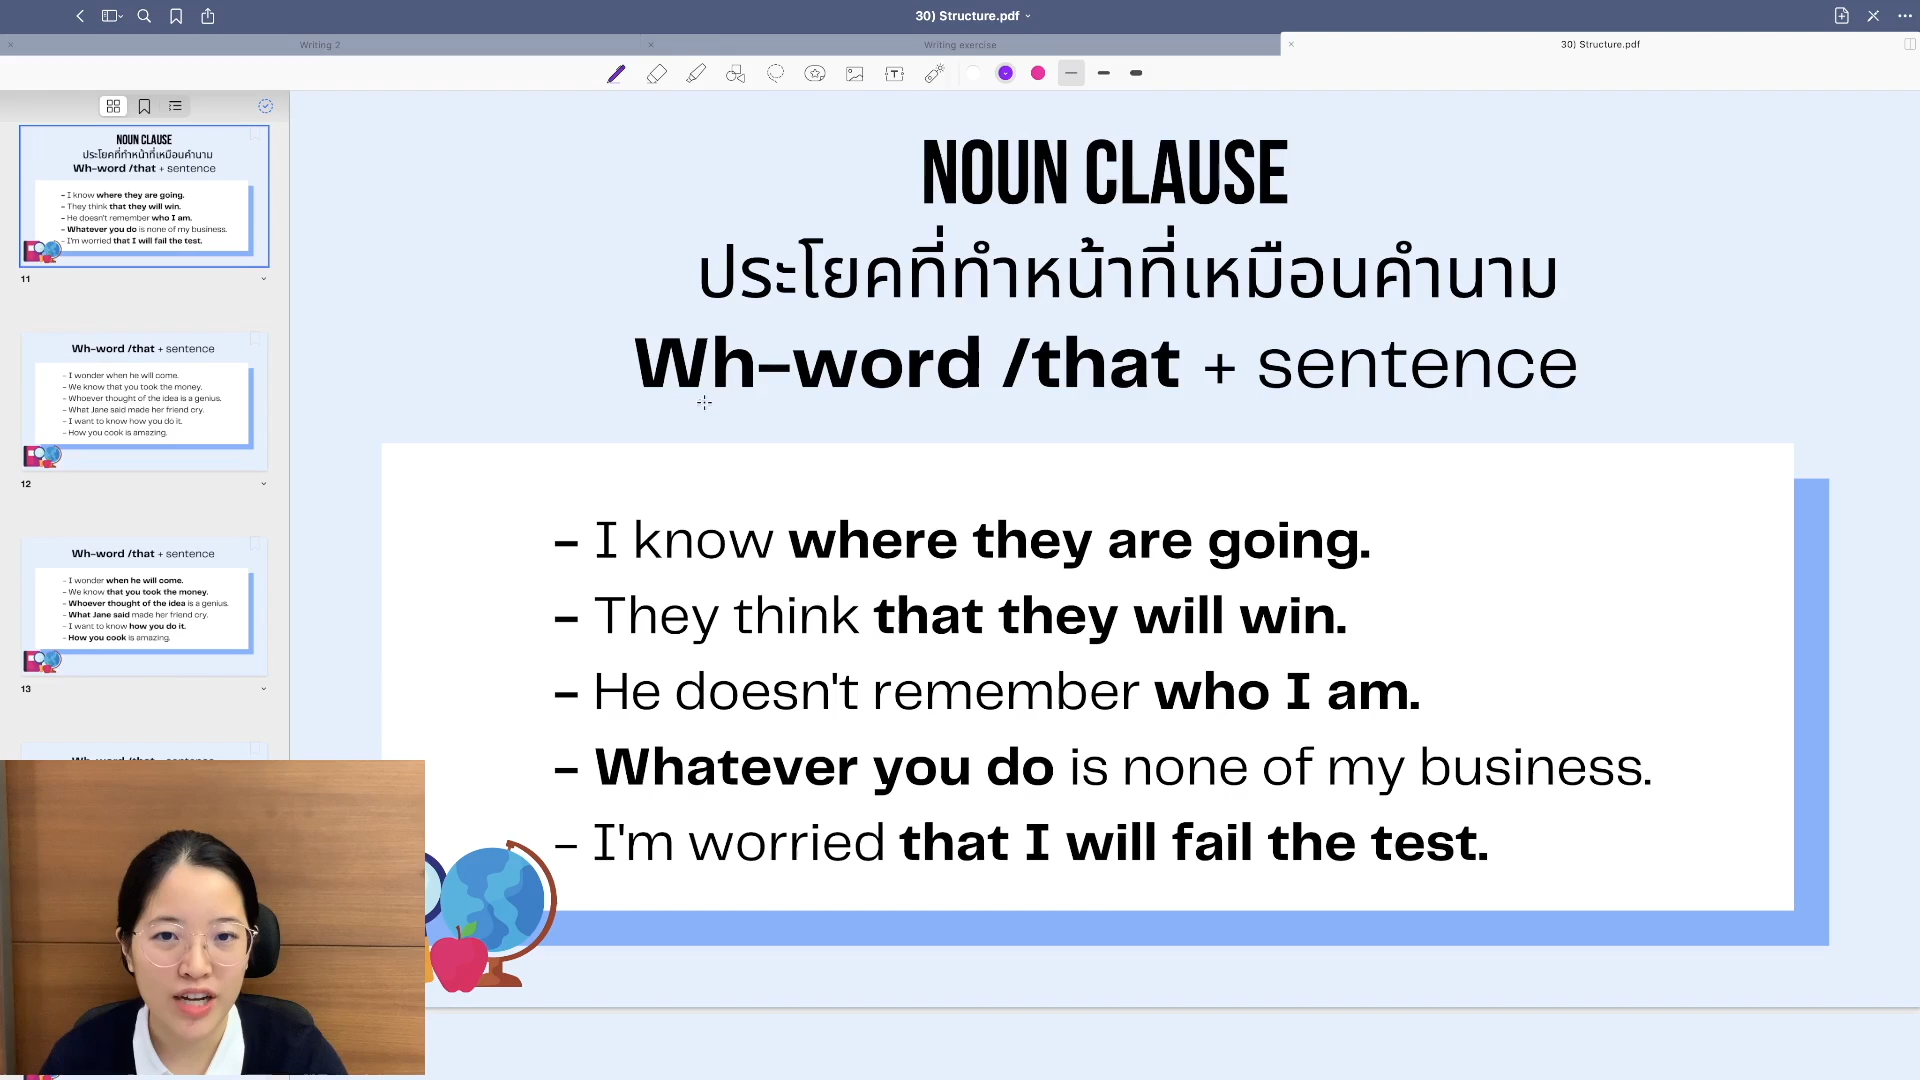 30) Structure.pdf
Writing 2
Writing exercise
30) Structure.pdf
NOUN CLAUSE
ประโยคที่ทำหน้าที่เหมือนคำนาม
Wh-word /that + sentence
- I know where they are going.
- They think that they will win.
- He doesn't remember who I am.
- Whatever you do is none of my business.
- I'm worried that I will fail the test.
11
Wh-word /that + sentence
- I wonder when he will come.
- We know that you took the money.
- Whoever thought of the idea is a genius.
- What Jane said made her friend cry.
- I want to know how you do it.
- How you cook is amazing.
12
Wh-word /that + sentence
- I wonder when he will come.
- We know that you took the money.
- Whoever thought of the idea is a genius.
- What Jane said made her friend cry.
- I want to know how you do it.
- How you cook is amazing.
13
NOUN CLAUSE
ประโยคที่ทำหน้าที่เหมือนคำนาม
Wh-word /that + sentence
- I know where they are going.
- They think that they will win.
- He doesn't remember who I am.
- Whatever you do is none of my business.
- I'm worried that I will fail the test.